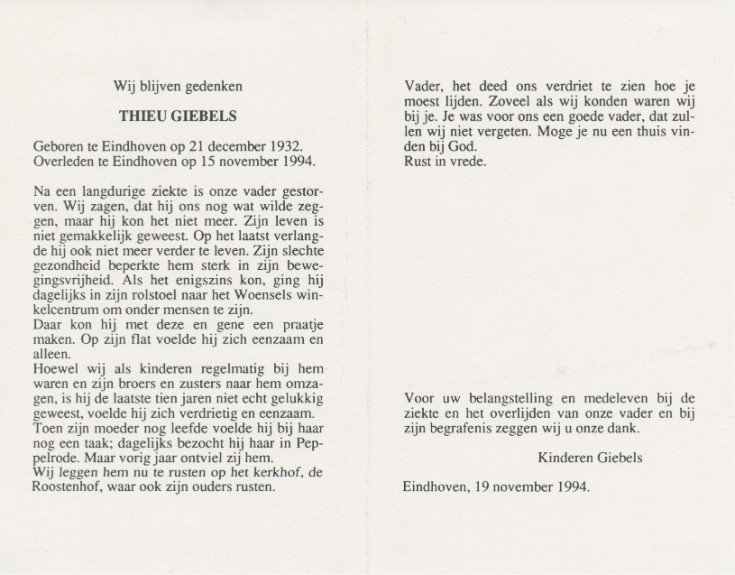 Wij blijven gedenken
THIEU GIEBELS
Geboren te Eindhoven op 21 december 1932.
Overleden te Eindhoven op 15 november 1994.
Na een langdurige ziekte is onze vader gestor-
ven. Wij zagen, dat hij ons nog wat wilde zeg-
gen, maar hij kon het niet meer. Zijn leven is
niet gemakkelijk geweest. Op het laatst verlang-
de hij ook niet meer verder te leven. Zijn slechte
gezondheid beperkte hem sterk in zijn bewe-
gingsvrijheid. Als het enigszins kon, ging hij
dagelijks in zijn rolstoel naar het Woensels win-
kelcentrum om onder mensen te zijn.
Daar kon hij met deze en gene een praatje
maken. Op zijn flat voelde hij zich eenzaam en
alleen.
Hoewel wij als kinderen regelmatig bij hem
waren en zijn broers en zusters naar hem omza-
gen, is hij de laatste tien jaren niet echt gelukkig
geweest, voelde hij zich verdrietig en eenzaam.
Toen zijn moeder nog leefde voelde hij bij haar
nog een taak; dagelijks bezocht hij haar in Pep-
pelrode. Maar vorig jaar ontviel zij hem.
Wij leggen hem nu te rusten op het kerkhof, de
Roostenhof, waar ook zijn ouders rusten.
Vader, het deed ons verdriet te zien hoe je
moest lijden. Zoveel als wij konden waren wij
bij je. Je was voor ons een goede vader, dat zul-
len wij niet vergeten. Moge je nu een thuis vin-
den bij God.
Rust in vrede.
Voor uw belangstelling en medeleven bij de
ziekte en het overlijden van onze vader en bij
zijn begrafenis zeggen wij u onze dank.
Kinderen Giebels
Eindhoven, 19 november 1994.